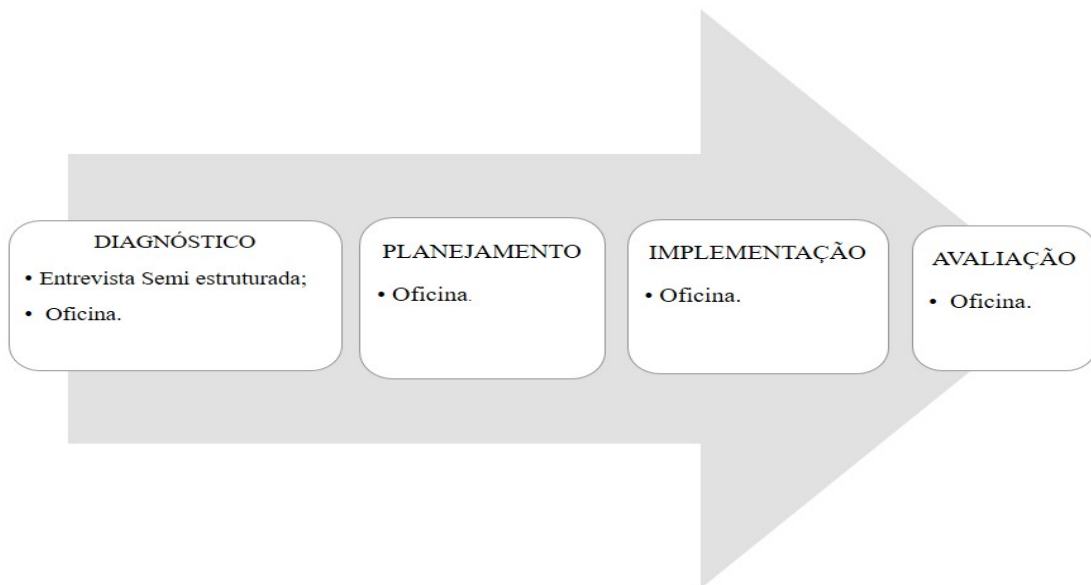 DIAGNÓSTICO
• Entrevista Semi estruturada;
• Oficina.
PLANEJAMENTO
• Oficina.
IMPLEMENTAÇÃO
• Oficina.
AVALIAÇÃO
• Oficina.